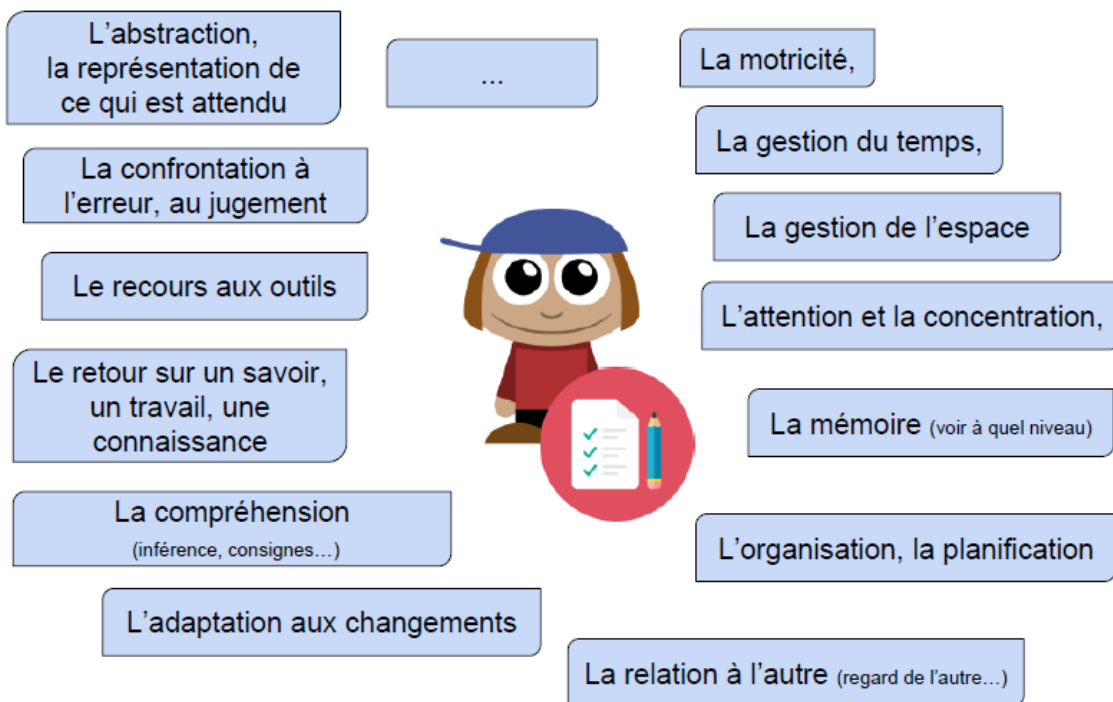 L'abstraction,
la représentation de
ce qui est attendu
...
La motricité,
La gestion du temps,
La confrontation à
l'erreur, au jugement
La gestion de l'espace
Le recours aux outils
L'attention et la concentration,
Le retour sur un savoir,
un travail, une
connaissance
La mémoire (voir à quel niveau)
La compréhension
(inférence, consignes…)
L'organisation, la planification
L'adaptation aux changements
La relation à l'autre (regard de l'autre…)